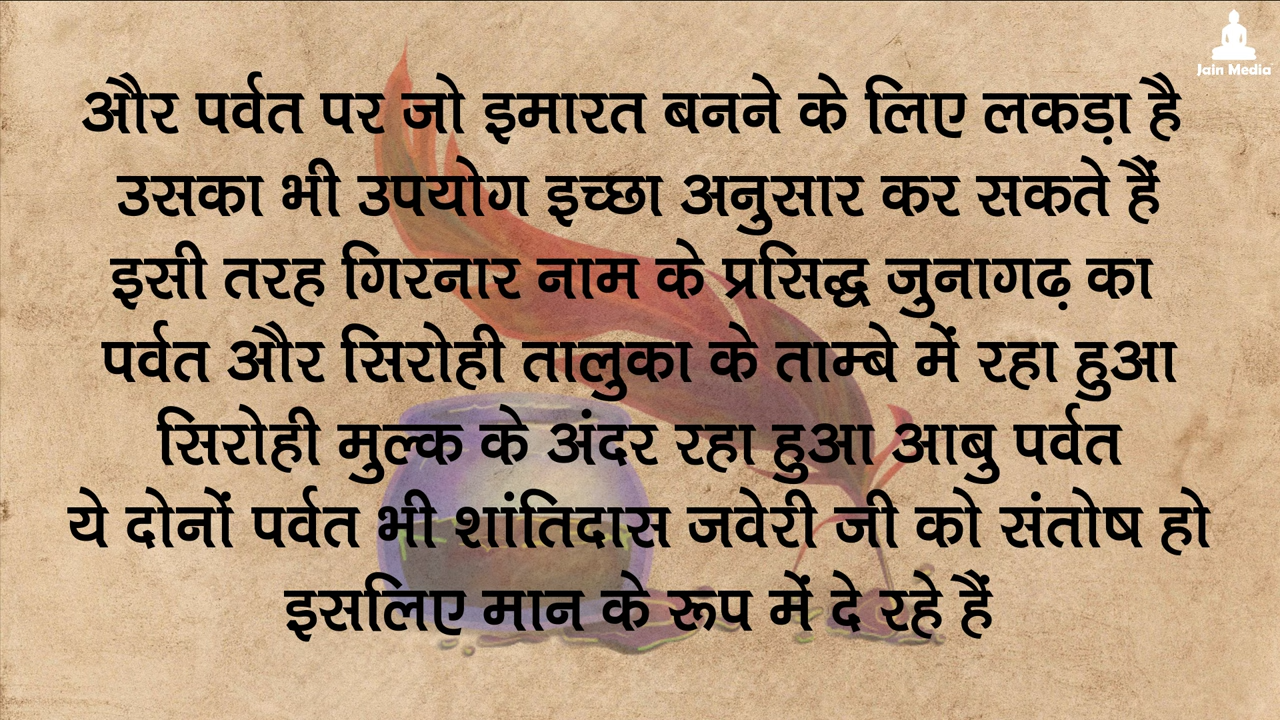 Jain Media
और पर्वत पर जो इमारत बनने के लिए लकड़ा है
उसका भी उपयोग इच्छा अनुसार कर सकते हैं
इसी तरह गिरनार नाम के प्रसिद्ध जुनागढ़ का
पर्वत और सिरोही तालुका के ताम्बे में रहा हुआ
सिरोही मुल्क के अंदर रहा हुआ आबु पर्वत
ये दोनों पर्वत भी शांतिदास जवेरी जी को संतोष हो
इसलिए मान के रूप में दे रहे हैं